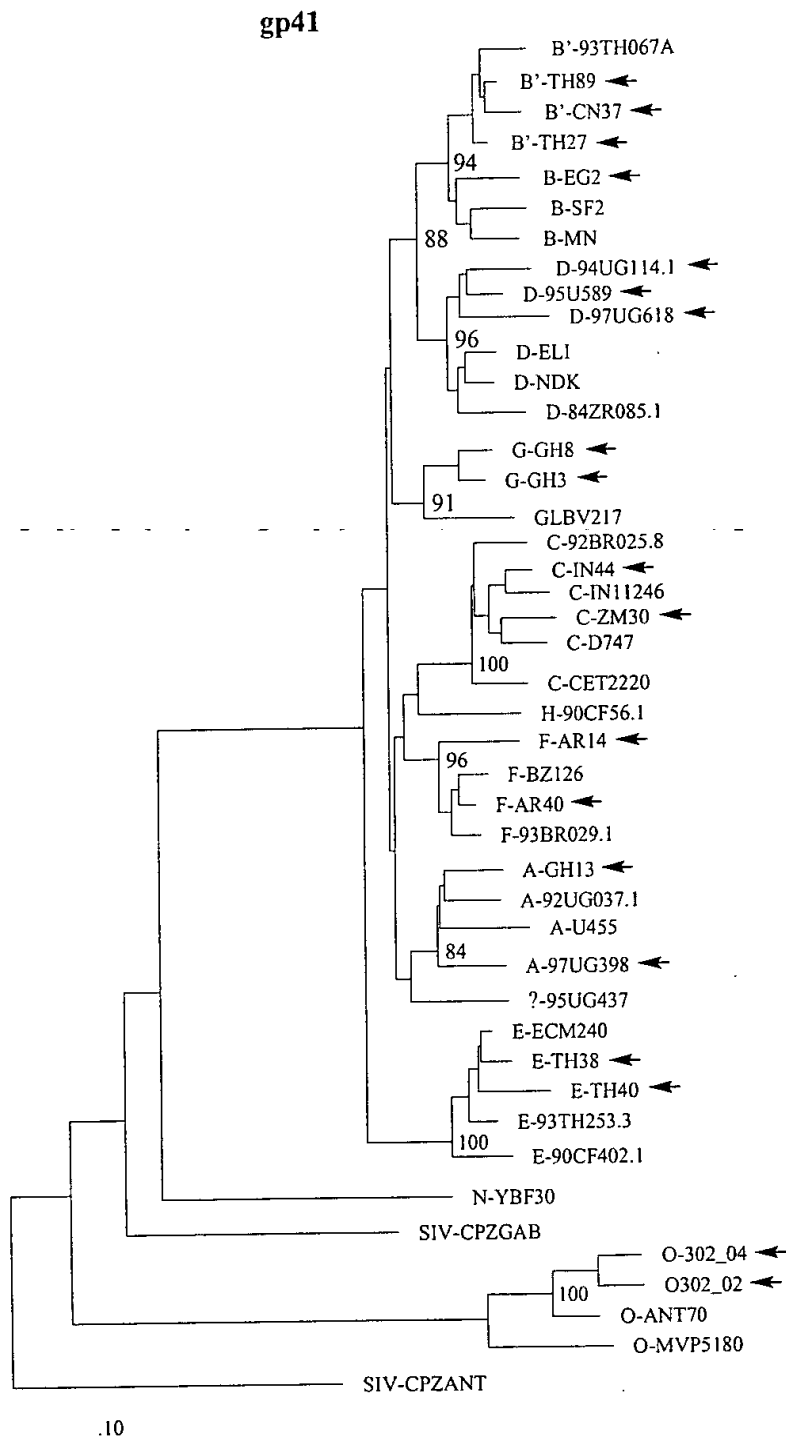 gp41
B'-93TH067A
B'-TH89
B'-CN37
B'-TH27
94
B-EG2
B-SF2
88
B-MN
D-94UG114.1
D-95U589
D-97UG618
96
D-ELI
D-NDK
D-84ZR085.1
G-GH8
G-GH3
91
GLBV217
C-92BR025.8
C-IN44
C-IN11246
C-ZM30
C-D747
100
C-CET2220
H-90CF56.1
F-AR14
96
F-BZ126
F-AR40
F-93BR029.1
A-GH13
A-92UG037.1
A-U455
84
A-97UG398
?-95UG437
E-ECM240
E-TH38
E-TH40
E-93TH253.3
100
E-90CF402.1
N-YBF30
SIV-CPZGAB
O-302_04
O302_02
100
O-ANT70
O-MVP5180
SIV-CPZANT
.10